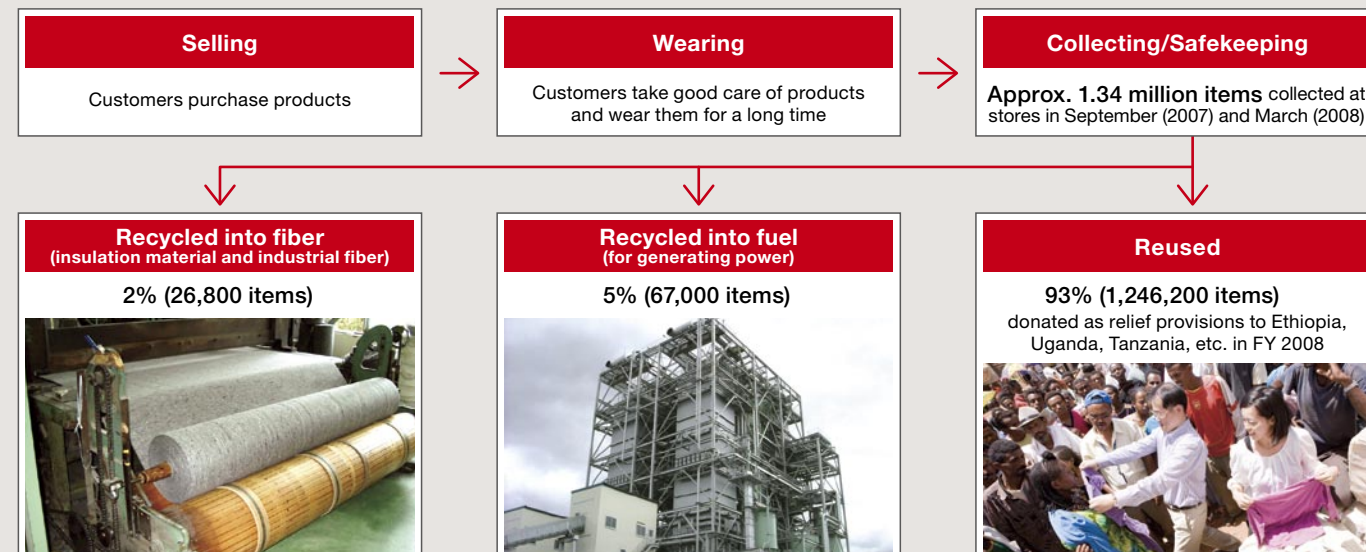 Selling
Customers purchase products
Wearing
Customers take good care of products
and wear them for a long time
Collecting/Safekeeping
Approx. 1.34 million items collected at
stores in September (2007) and March (2008)
Recycled into fiber
(insulation material and industrial fiber)
2% (26,800 items)
Recycled into fuel
(for generating power)
5% (67,000 items)
Reused
93% (1,246,200 items)
donated as relief provisions to Ethiopia,
Uganda, Tanzania, etc. in FY 2008